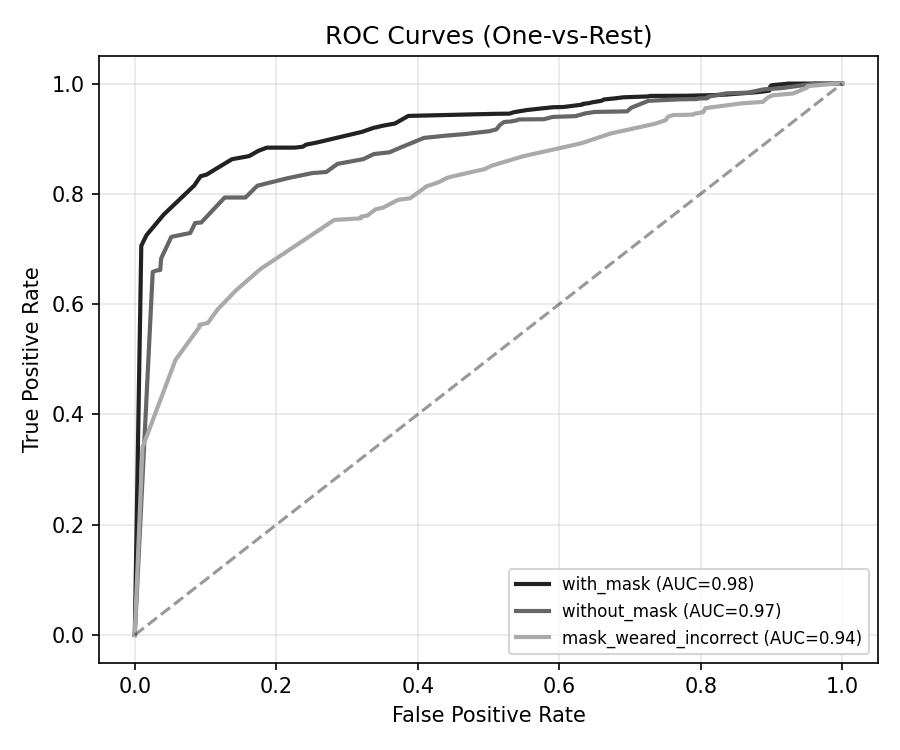 ROC Curves (One-vs-Rest)
True Positive Rate
1.0
0.8
0.6
0.4
0.2
0.0
with_mask (AUC=0.98)
without_mask (AUC=0.97)
mask_weared_incorrect (AUC=0.94)
0.0 0.2 0.4 0.6 0.8 1.0
False Positive Rate